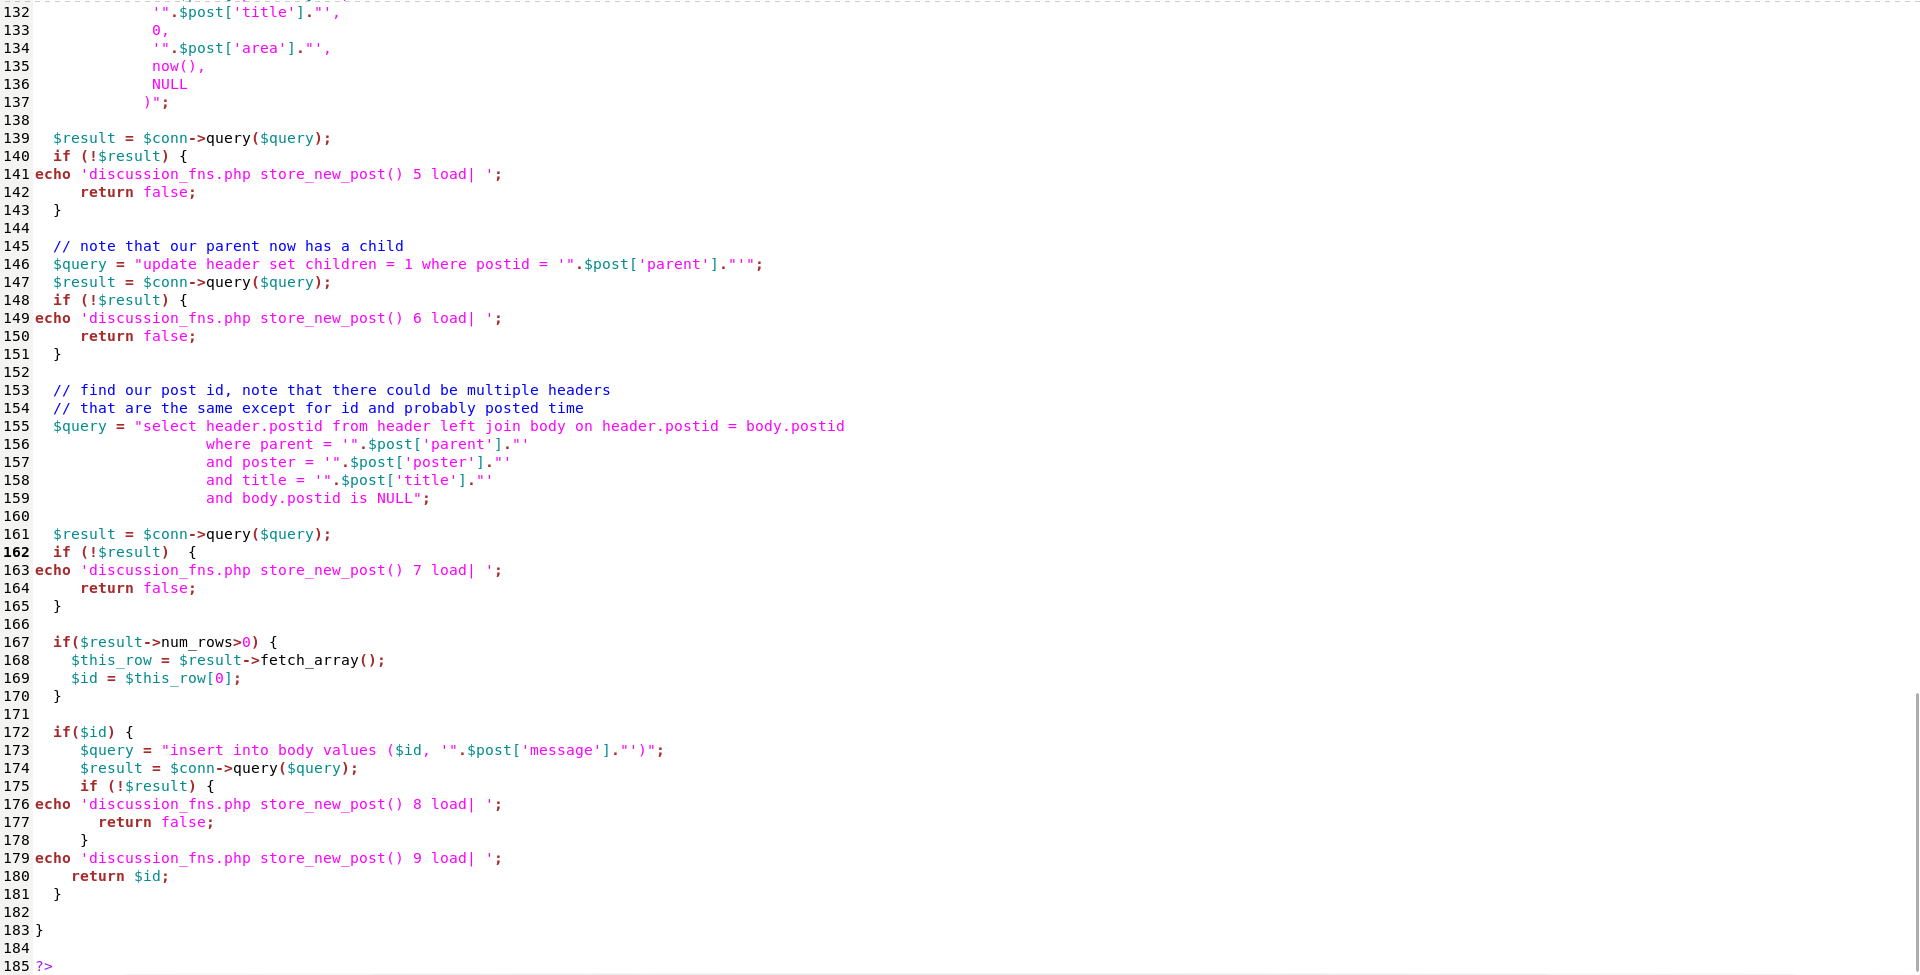 132             '".$post['title']."',
133             0,
134             '".$post['area']."',
135             now(),
136             NULL
137            )";
138
139  $result = $conn->query($query);
140  if (!$result) {
141echo 'discussion_fns.php store_new_post() 5 load| ';
142     return false;
143  }
144
145  // note that our parent now has a child
146  $query = "update header set children = 1 where postid = '".$post['parent']."'";
147  $result = $conn->query($query);
148  if (!$result) {
149echo 'discussion_fns.php store_new_post() 6 load| ';
150     return false;
151  }
152
153  // find our post id, note that there could be multiple headers
154  // that are the same except for id and probably posted time
155  $query = "select header.postid from header left join body on header.postid = body.postid
156                   where parent = '".$post['parent']."'
157                   and poster = '".$post['poster']."'
158                   and title = '".$post['title']."'
159                   and body.postid is NULL";
160
161  $result = $conn->query($query);
162  if (!$result)  {
163echo 'discussion_fns.php store_new_post() 7 load| ';
164     return false;
165  }
166
167  if($result->num_rows>0) {
168    $this_row = $result->fetch_array();
169    $id = $this_row[0];
170  }
171
172  if($id) {
173     $query = "insert into body values ($id, '".$post['message']."')";
174     $result = $conn->query($query);
175     if (!$result) {
176echo 'discussion_fns.php store_new_post() 8 load| ';
177       return false;
178     }
179echo 'discussion_fns.php store_new_post() 9 load| ';
180    return $id;
181  }
182
183}
184
185?>